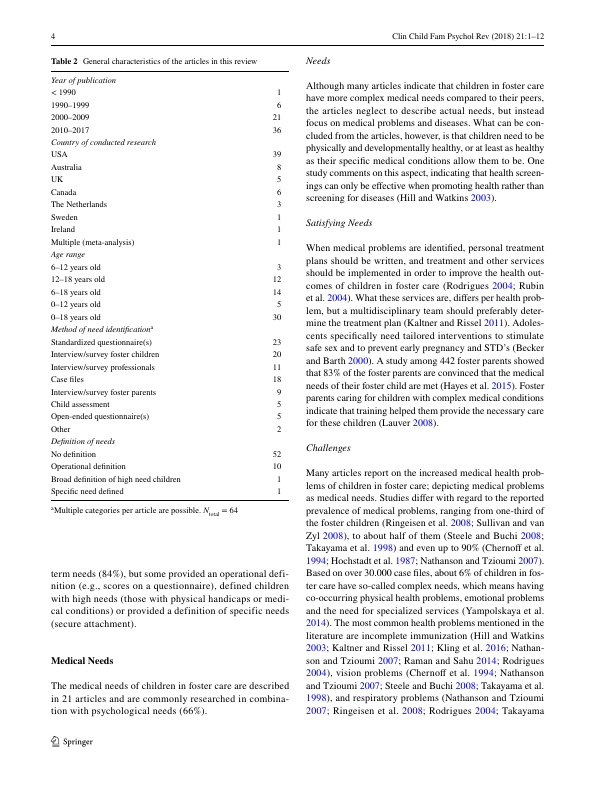 4
Clin Child Fam Psychol Rev (2018) 21:1–12
Table 2 General characteristics of the articles in this review
Year of publication
< 1990 1
1990–1999 6
2000–2009 21
2010–2017 36
Country of conducted research
USA 39
Australia 8
UK 5
Canada 6
The Netherlands 3
Sweden 1
Ireland 1
Multiple (meta-analysis) 1
Age range
6–12 years old 3
12–18 years old 12
6–18 years old 14
0–12 years old 5
0–18 years old 30
Method of need identificationᵃ
Standardized questionnaire(s) 23
Interview/survey foster children 20
Interview/survey professionals 11
Case files 18
Interview/survey foster parents 9
Child assessment 5
Open-ended questionnaire(s) 5
Other 2
Definition of needs
No definition 52
Operational definition 10
Broad definition of high need children 1
Specific need defined 1
ᵃMultiple categories per article are possible. Ntotal = 64
term needs (84%), but some provided an operational defi-
nition (e.g., scores on a questionnaire), defined children
with high needs (those with physical handicaps or medi-
cal conditions) or provided a definition of specific needs
(secure attachment).
Medical Needs
The medical needs of children in foster care are described
in 21 articles and are commonly researched in combina-
tion with psychological needs (66%).
Needs
Although many articles indicate that children in foster care
have more complex medical needs compared to their peers,
the articles neglect to describe actual needs, but instead
focus on medical problems and diseases. What can be con-
cluded from the articles, however, is that children need to be
physically and developmentally healthy, or at least as healthy
as their specific medical conditions allow them to be. One
study comments on this aspect, indicating that health screen-
ings can only be effective when promoting health rather than
screening for diseases (Hill and Watkins 2003).
Satisfying Needs
When medical problems are identified, personal treatment
plans should be written, and treatment and other services
should be implemented in order to improve the health out-
comes of children in foster care (Rodrigues 2004; Rubin
et al. 2004). What these services are, differs per health prob-
lem, but a multidisciplinary team should preferably deter-
mine the treatment plan (Kaltner and Rissel 2011). Adoles-
cents specifically need tailored interventions to stimulate
safe sex and to prevent early pregnancy and STD's (Becker
and Barth 2000). A study among 442 foster parents showed
that 83% of the foster parents are convinced that the medical
needs of their foster child are met (Hayes et al. 2015). Foster
parents caring for children with complex medical conditions
indicate that training helped them provide the necessary care
for these children (Lauver 2008).
Challenges
Many articles report on the increased medical health prob-
lems of children in foster care; depicting medical problems
as medical needs. Studies differ with regard to the reported
prevalence of medical problems, ranging from one-third of
the foster children (Ringeisen et al. 2008; Sullivan and van
Zyl 2008), to about half of them (Steele and Buchi 2008;
Takayama et al. 1998) and even up to 90% (Chernoff et al.
1994; Hochstadt et al. 1987; Nathanson and Tzioumi 2007).
Based on over 30.000 case files, about 6% of children in fos-
ter care have so-called complex needs, which means having
co-occurring physical health problems, emotional problems
and the need for specialized services (Yampolskaya et al.
2014). The most common health problems mentioned in the
literature are incomplete immunization (Hill and Watkins
2003; Kaltner and Rissel 2011; Kling et al. 2016; Nathan-
son and Tzioumi 2007; Raman and Sahu 2014; Rodrigues
2004), vision problems (Chernoff et al. 1994; Nathanson
and Tzioumi 2007; Steele and Buchi 2008; Takayama et al.
1998), and respiratory problems (Nathanson and Tzioumi
2007; Ringeisen et al. 2008; Rodrigues 2004; Takayama
Springer